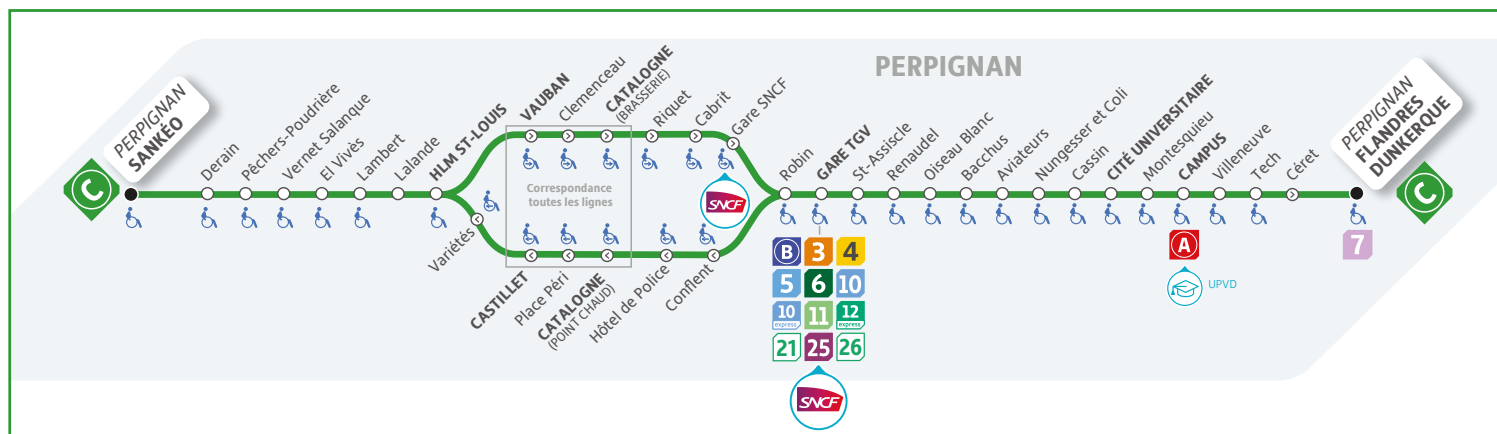 PERPIGNAN
C
PERPIGNAN
SANKÉO
Derain
Pêchers-Poudrière
Vernet Salanque
El Vivès
Lambert
Lalande
HLM ST-LOUIS
VAUBAN
Clemenceau
CATALOGNE
(BRASSERIE)
Riquet
Cabrit
Gare SNCF
Correspondance
toutes les lignes
SNCF
Variétés
CASTILLET
Place Péri
CATALOGNE
(POINT CHAUD)
Hôtel de Police
Conflent
Robin
GARE TGV
St-Assiscle
Renaudel
Oiseau Blanc
Bacchus
Aviateurs
Nungesser et Coli
Cassin
CITÉ UNIVERSITAIRE
Montesquieu
CAMPUS
Villeneuve
Tech
Céret
PERPIGNAN
FLANDRES
DUNKERQUE
C
B 3 4
5 6 10
10 express 11 12 express
21 25 26
SNCF
A
UPVD
7